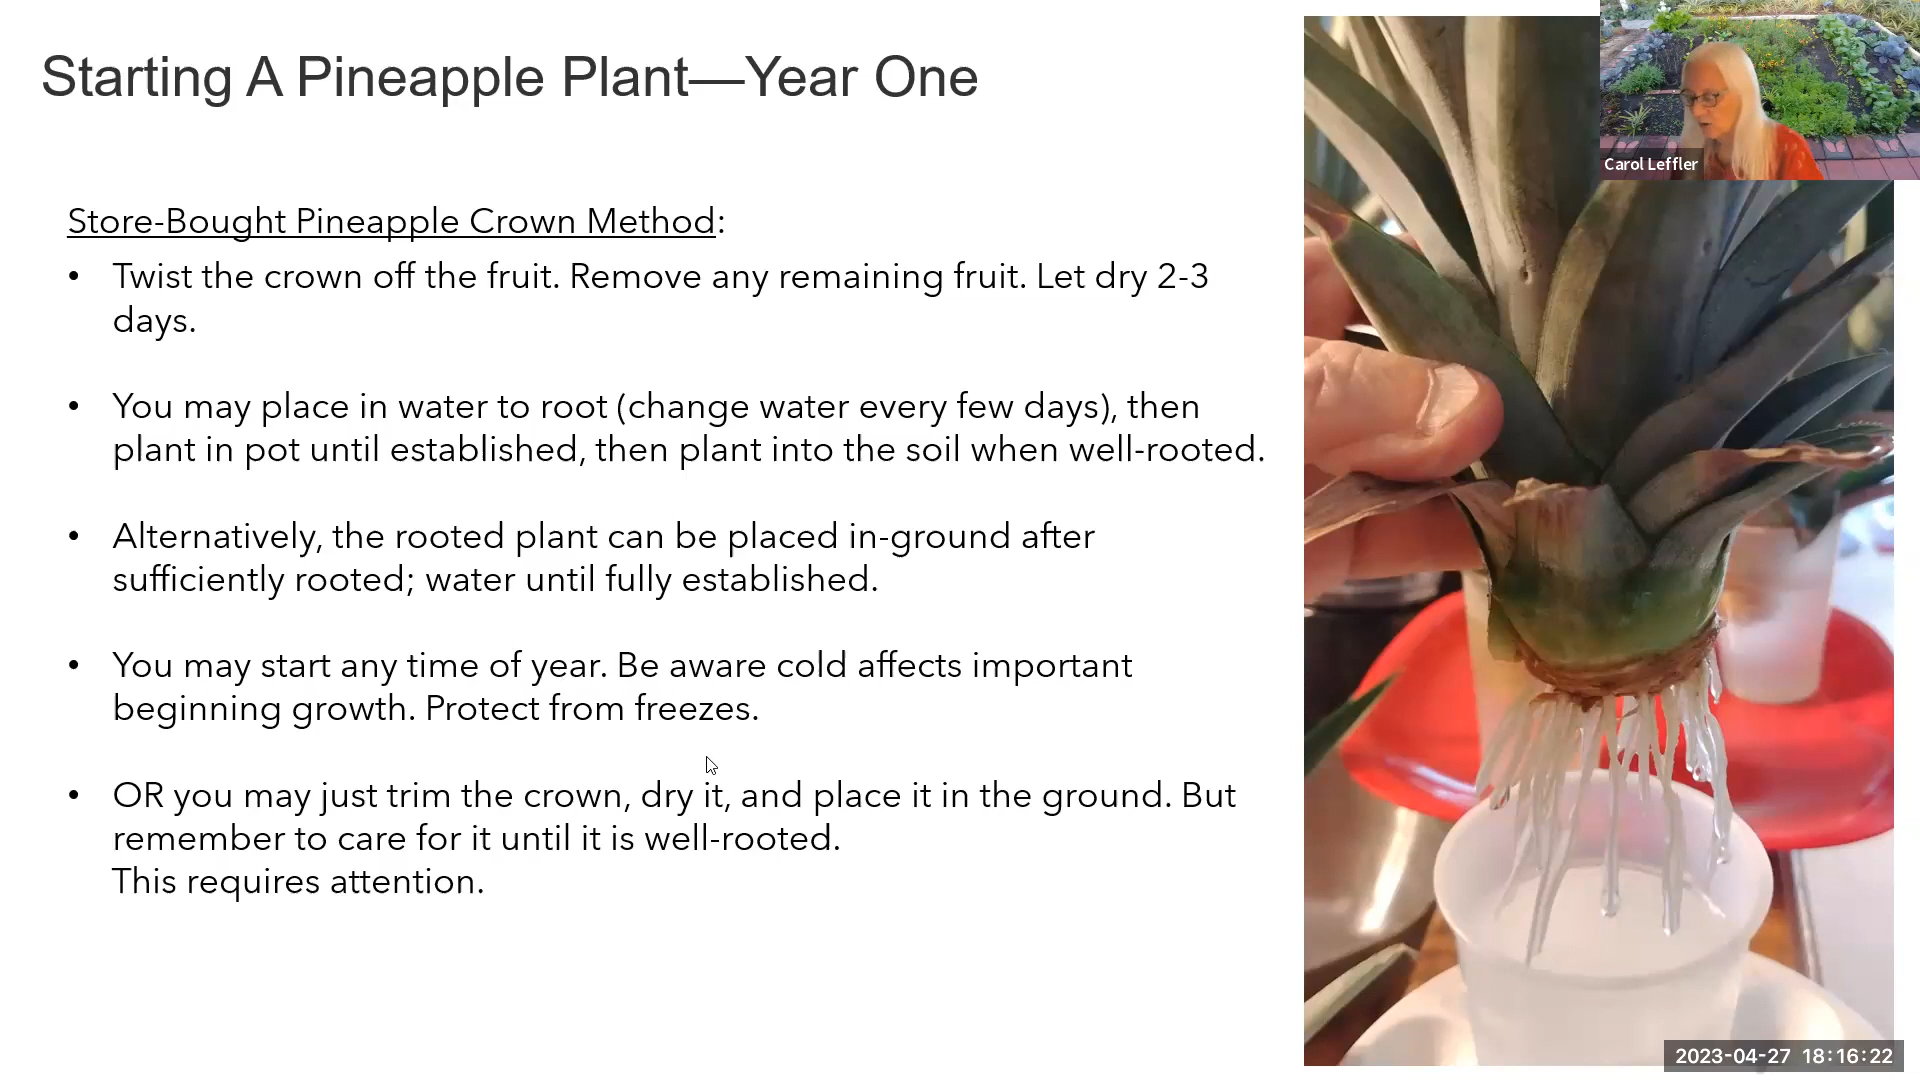 Starting A Pineapple Plant—Year One
Carol Leffler
Store-Bought Pineapple Crown Method:
• Twist the crown off the fruit. Remove any remaining fruit. Let dry 2-3
days.
• You may place in water to root (change water every few days), then
plant in pot until established, then plant into the soil when well-rooted.
• Alternatively, the rooted plant can be placed in-ground after
sufficiently rooted; water until fully established.
• You may start any time of year. Be aware cold affects important
beginning growth. Protect from freezes.
• OR you may just trim the crown, dry it, and place it in the ground. But
remember to care for it until it is well-rooted.
This requires attention.
2023-04-27 18:16:22